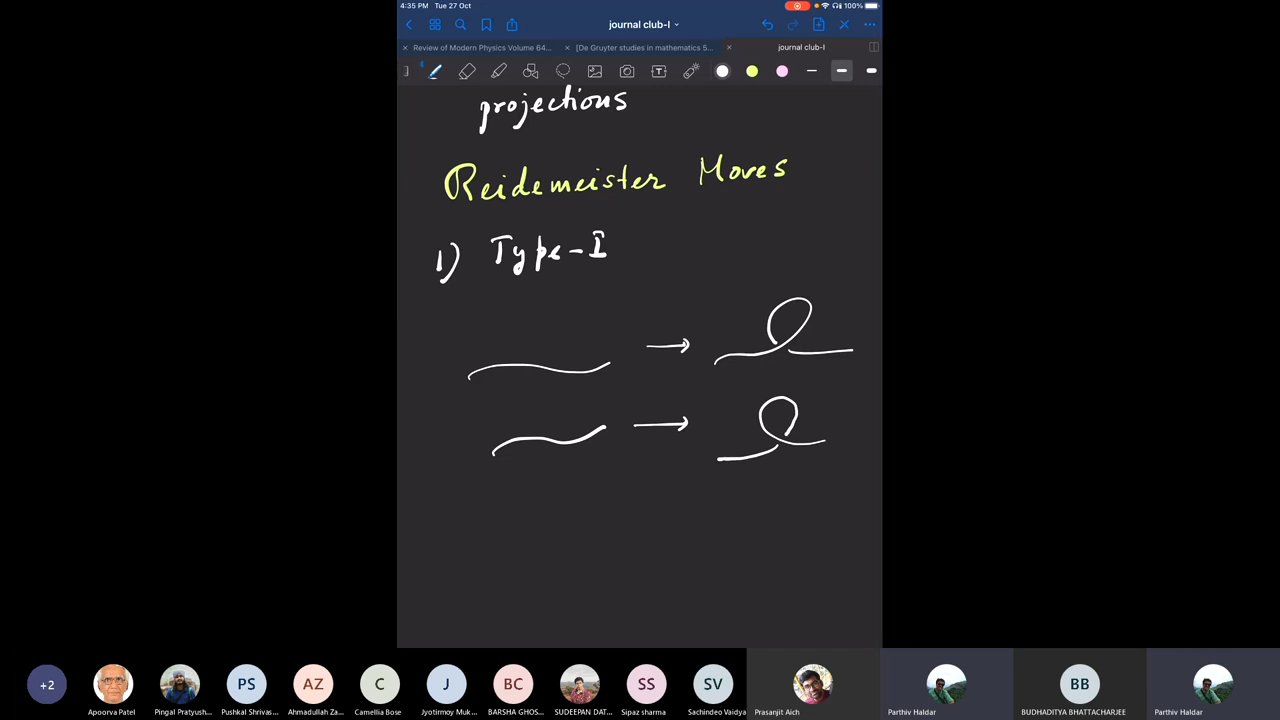 4:35 PM Tue 27 Oct
100%
journal club-I
Review of Modern Physics Volume 64...
[De Gruyter studies in mathematics 5...
journal club-I
projections
Reidemeister Moves
1) Type-I
+2
PS
AZ
C
J
BC
SS
SV
BB
Apoorva Patel
Pingal Pratyush...
Pushkal Shrivas...
Ahmadullah Za...
Camellia Bose
Jyotirmoy Muk...
BARSHA GHOS...
SUDEEPAN DAT...
Sipaz sharma
Sachindeo Vaidya
Prasanjit Aich
Parthiv Haldar
BUDHADITYA BHATTACHARJEE
Parthiv Haldar